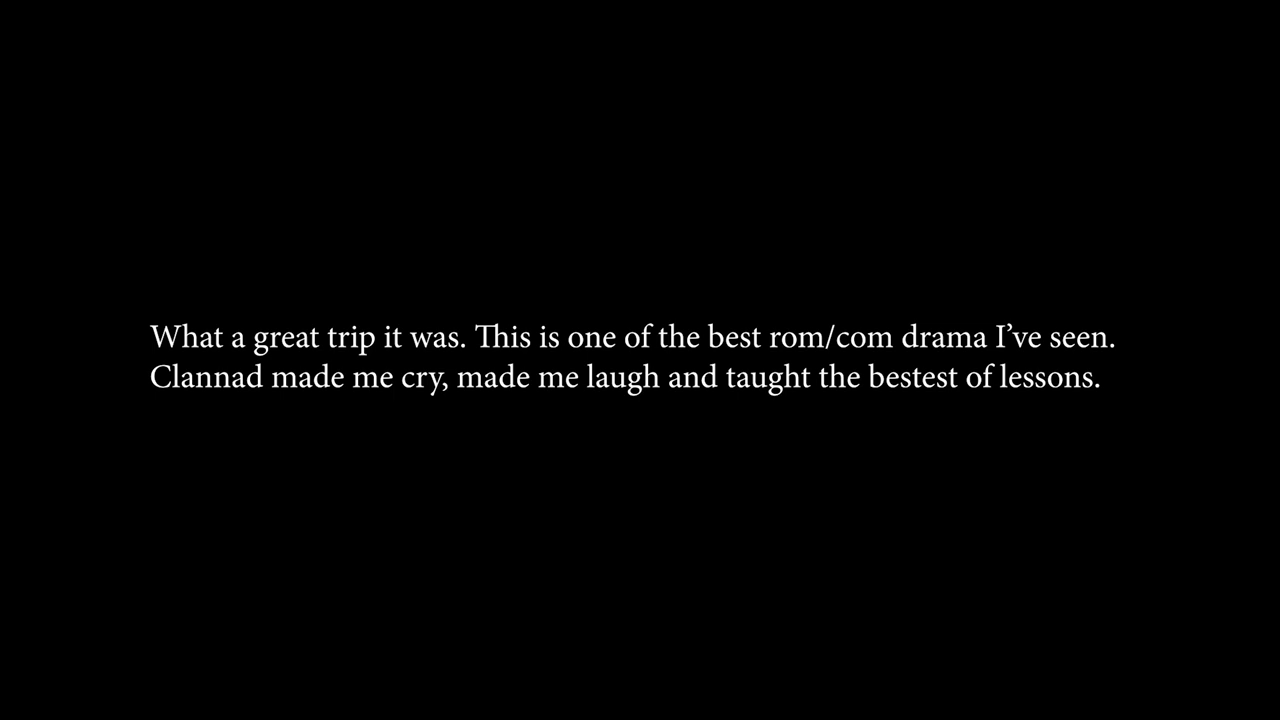 What a great trip it was. This is one of the best rom/com drama I’ve seen.
Clannad made me cry, made me laugh and taught the bestest of lessons.